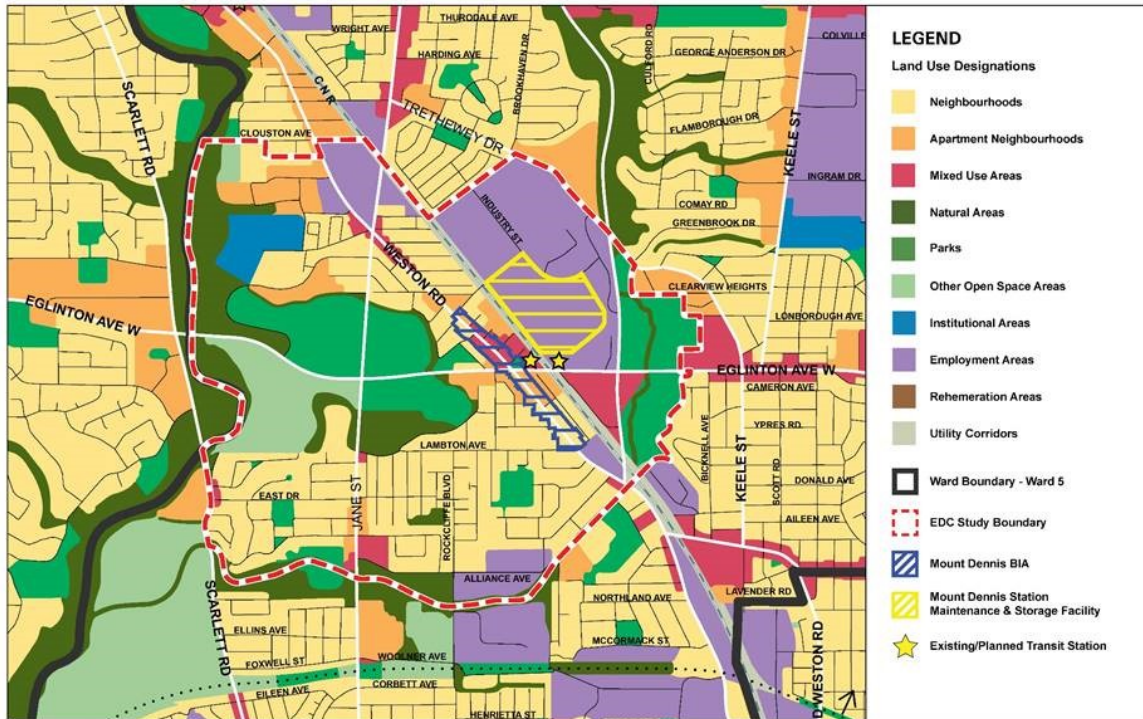 THURODALE AVE
WRIGHT AVE
HARDING AVE
BROOKHAVEN DR
CULFORD RD
GEORGE ANDERSON DR
COLVILLE
CNR
TRETHEWEY DR
SCARLETT RD
CLOUSTON AVE
FLAMBOROUGH DR
KEELE ST
INGRAM DR
COMAY RD
GREENBROOK DR
INDUSTRY ST
WESTON RD
CLEARVIEW HEIGHTS
LONBOROUGH AVE
EGLINTON AVE W
EGLINTON AVE W
CAMERON AVE
YPRES RD.
BICKNELL AVE
KEELE ST
SCOTT RD
DONALD AVE
LAMBTON AVE
ROCKCLIFFE BLVD
JANE ST
EAST DR
AILEEN AVE
ALLIANCE AVE
NORTHLAND AVE
LAVENDER RD
SCARLETT RD
ELLINS AVE
MCCORMACK ST
FOXWELL ST
WOOLNER AVE
EILEEN AVE
CORBETT AVE
HENRIETTA ST
D WESTON RD
LEGEND
Land Use Designations
Neighbourhoods
Apartment Neighbourhoods
Mixed Use Areas
Natural Areas
Parks
Other Open Space Areas
Institutional Areas
Employment Areas
Rehemeration Areas
Utility Corridors
Ward Boundary - Ward 5
EDC Study Boundary
Mount Dennis BIA
Mount Dennis Station
Maintenance & Storage Facility
Existing/Planned Transit Station